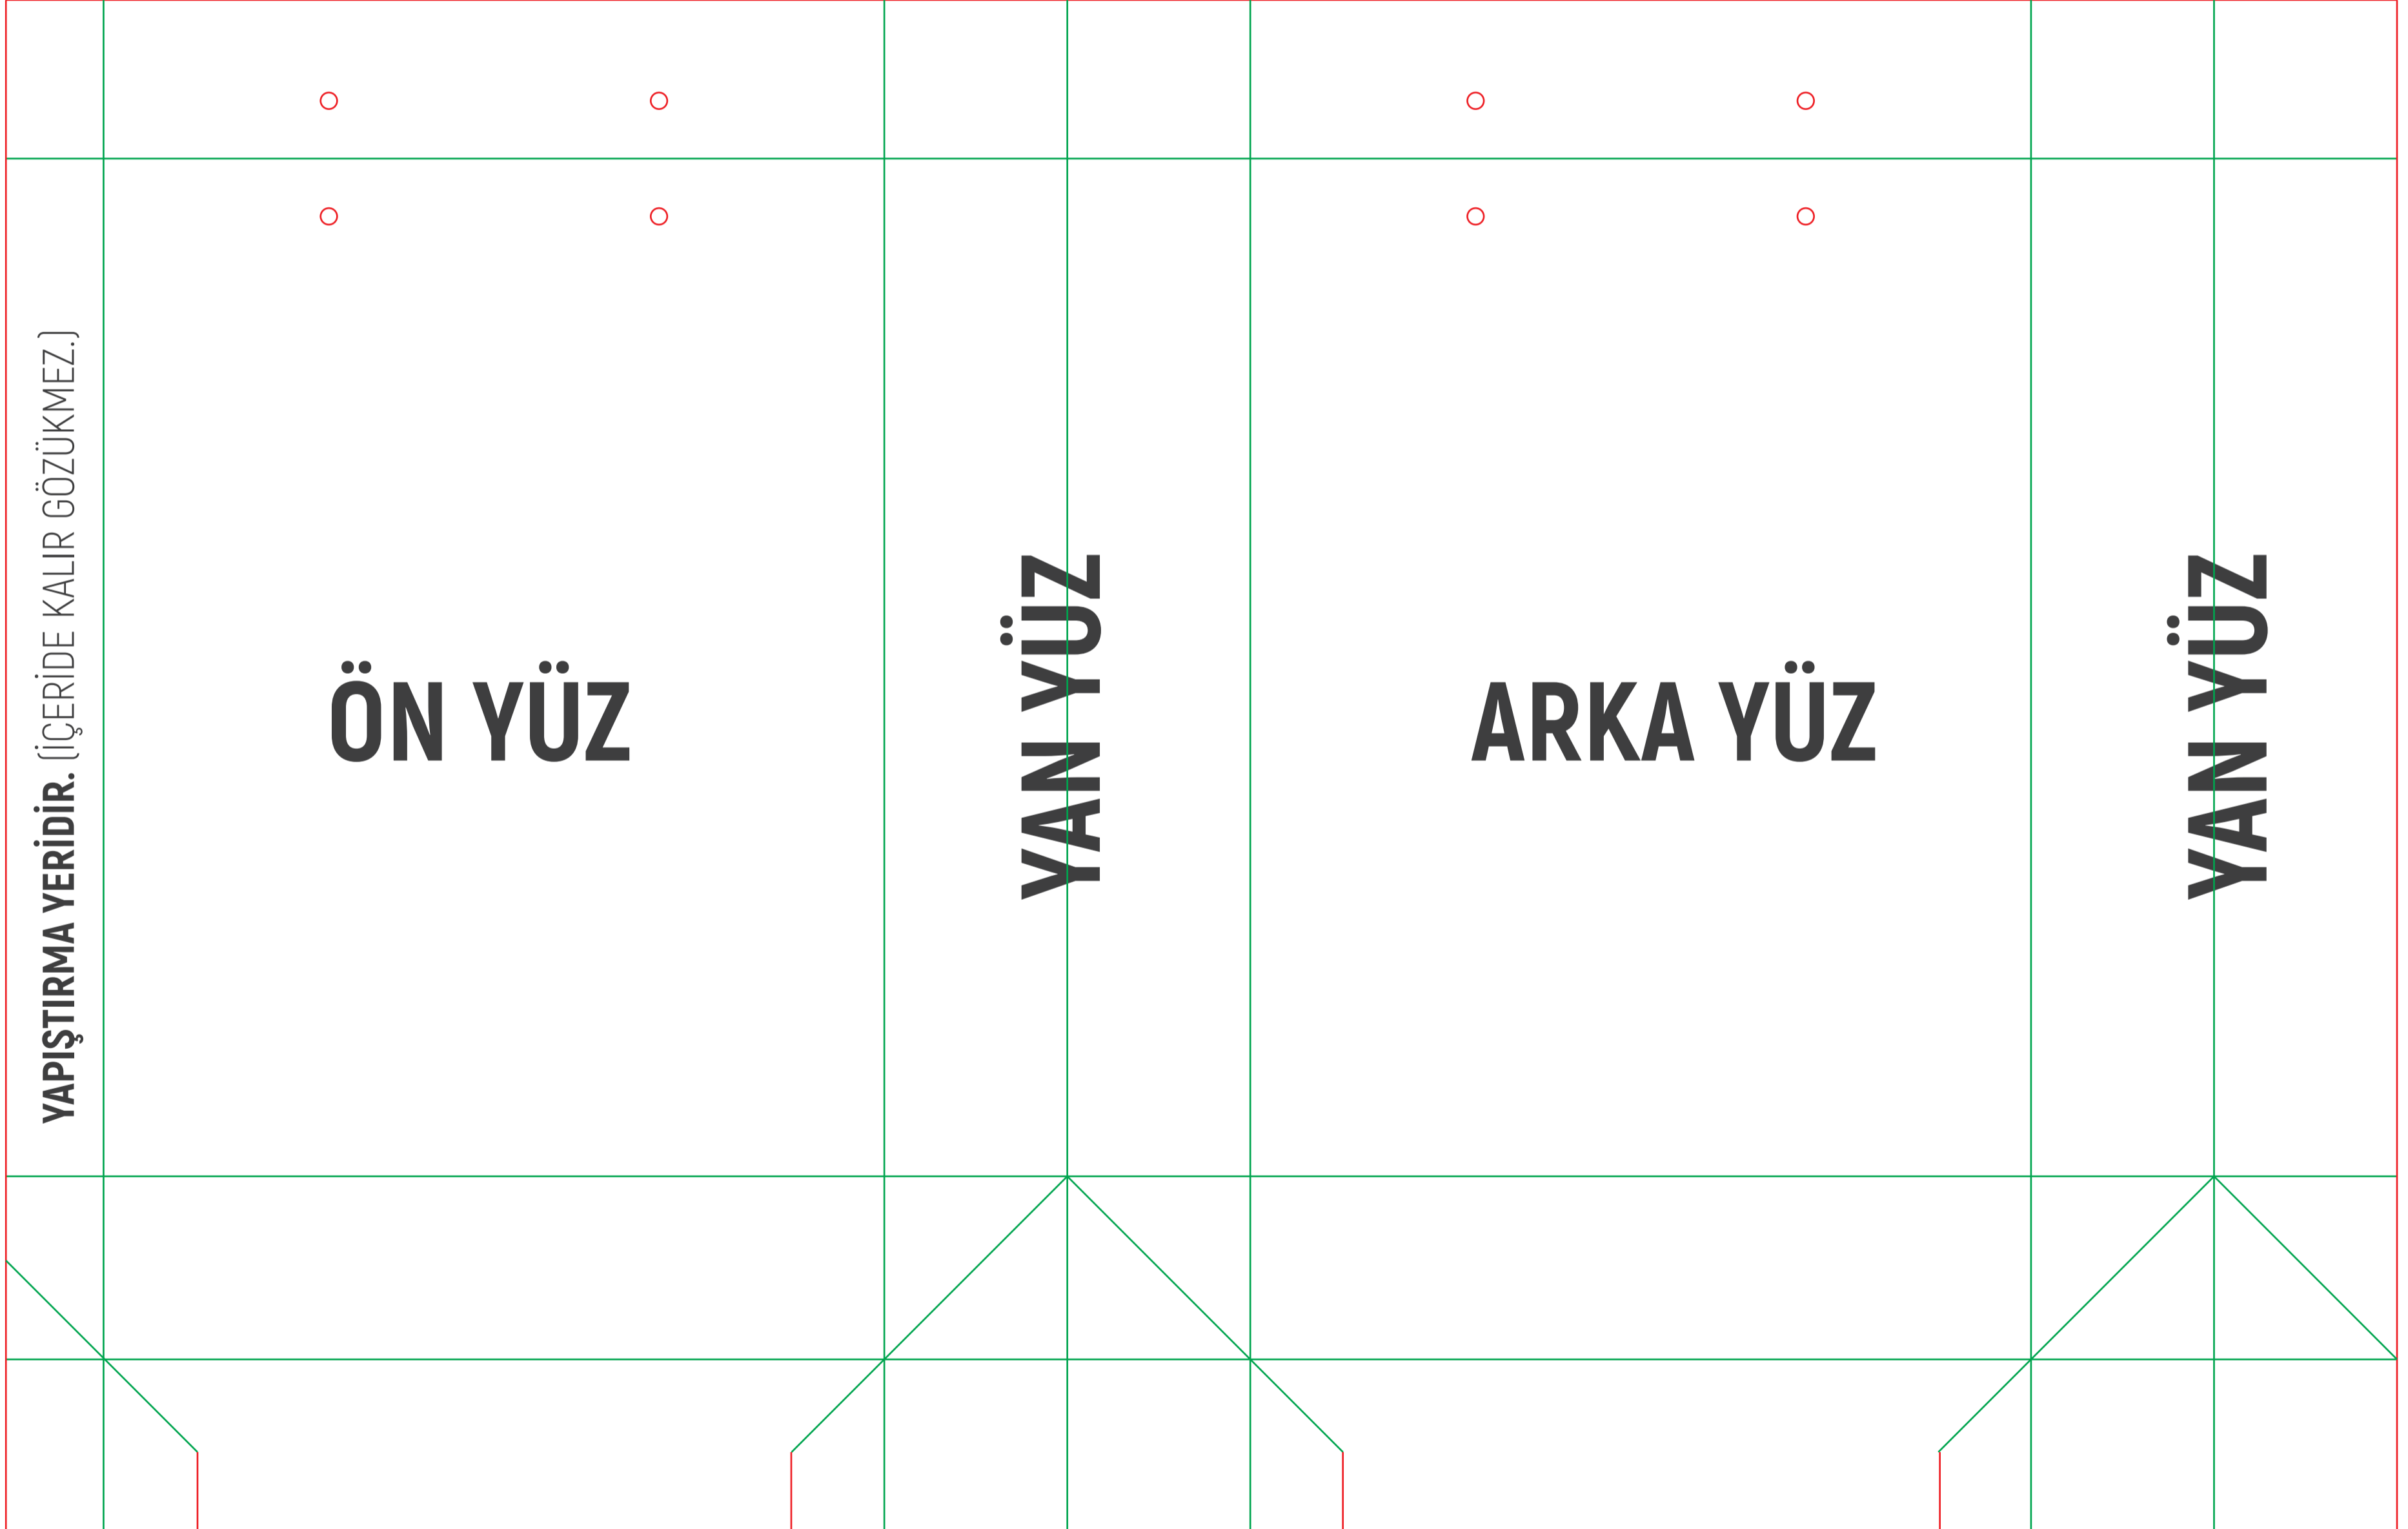 YAPIŞTIRMA YERİDİR. (İÇERİDE KALIR GÖZÜKMEZ.)
ÖN YÜZ
YAN YÜZ
ARKA YÜZ
YAN YÜZ